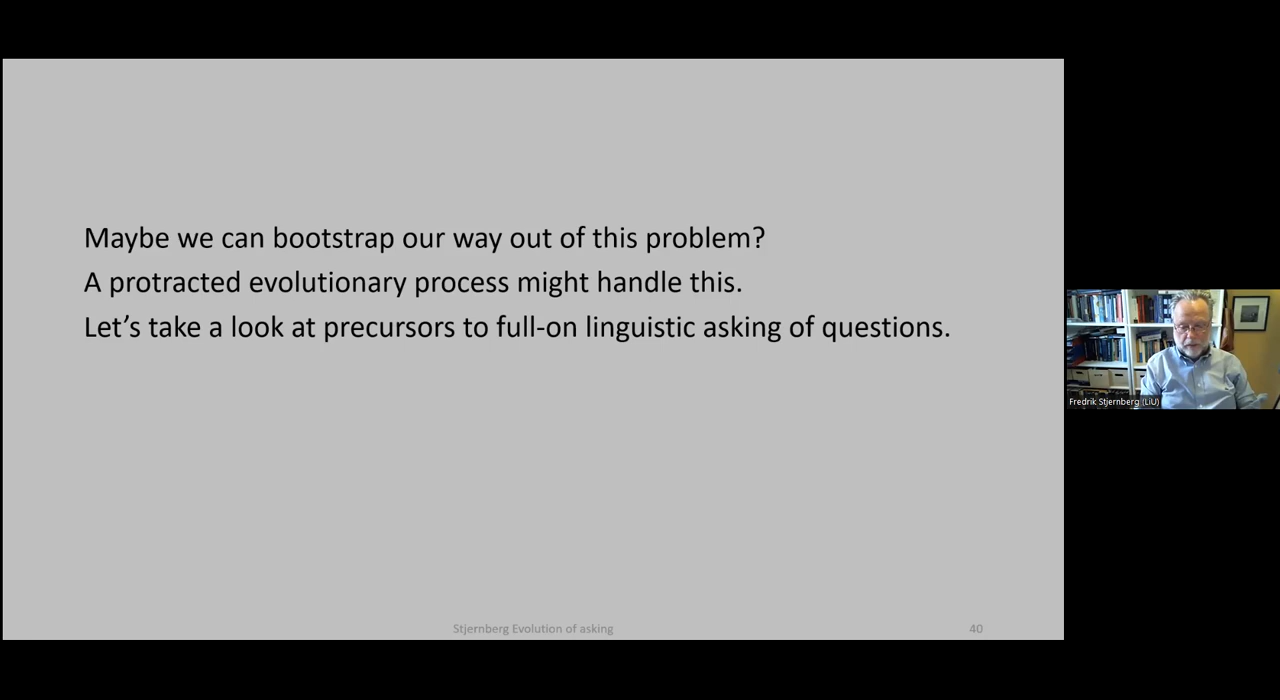 Maybe we can bootstrap our way out of this problem?
A protracted evolutionary process might handle this.
Let’s take a look at precursors to full-on linguistic asking of questions.
Fredrik Stjernberg (LiU)
Stjernberg Evolution of asking
40